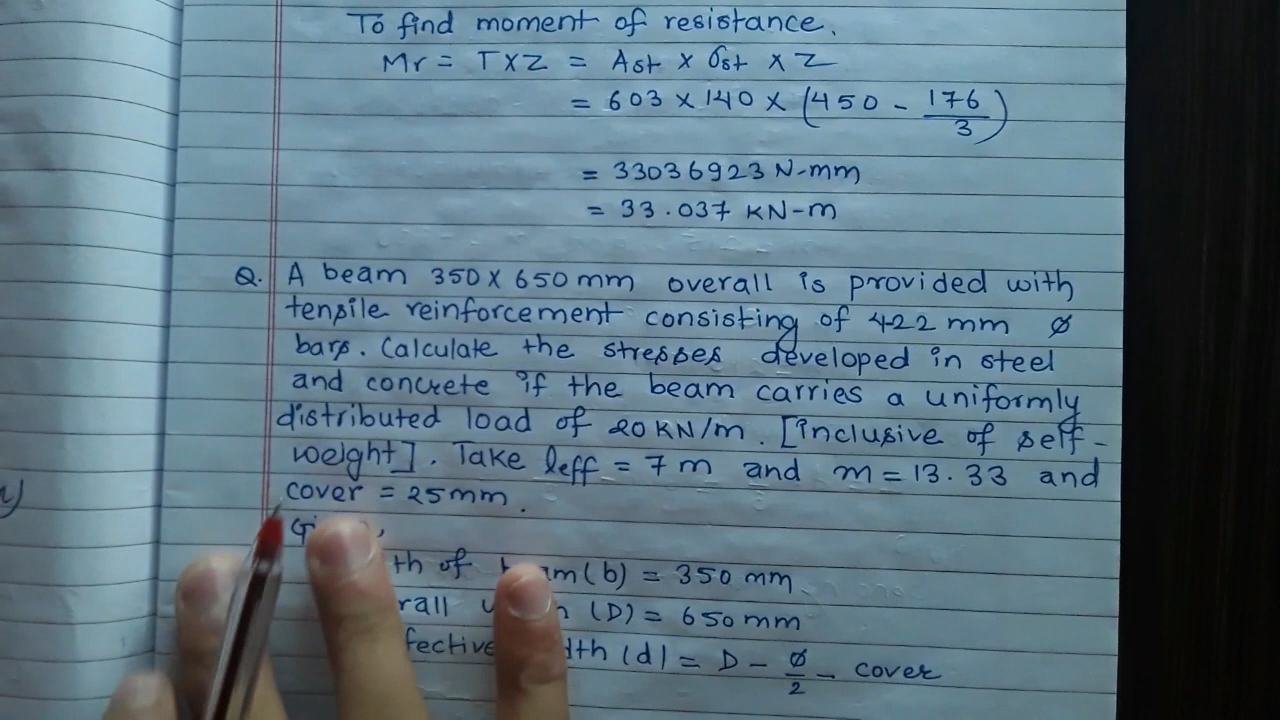 To find moment of resistance.
Mr = T X Z = Ast x σst x Z
= 603 x 140 x (450 - 176/3)
= 33036923 N-mm
= 33.037 KN-m
Q. A beam 350 X 650 mm overall is provided with
tensile reinforcement consisting of 422 mm ø
bars. Calculate the stresses developed in steel
and concrete if the beam carries a uniformly
distributed load of 20 KN/m. [inclusive of self-
weight]. Take leff = 7 m and m = 13.33 and
cover = 25 mm.
th of (b) = 350 mm
rall (D) = 650 mm
fective (d) = D - ø/2 - cover